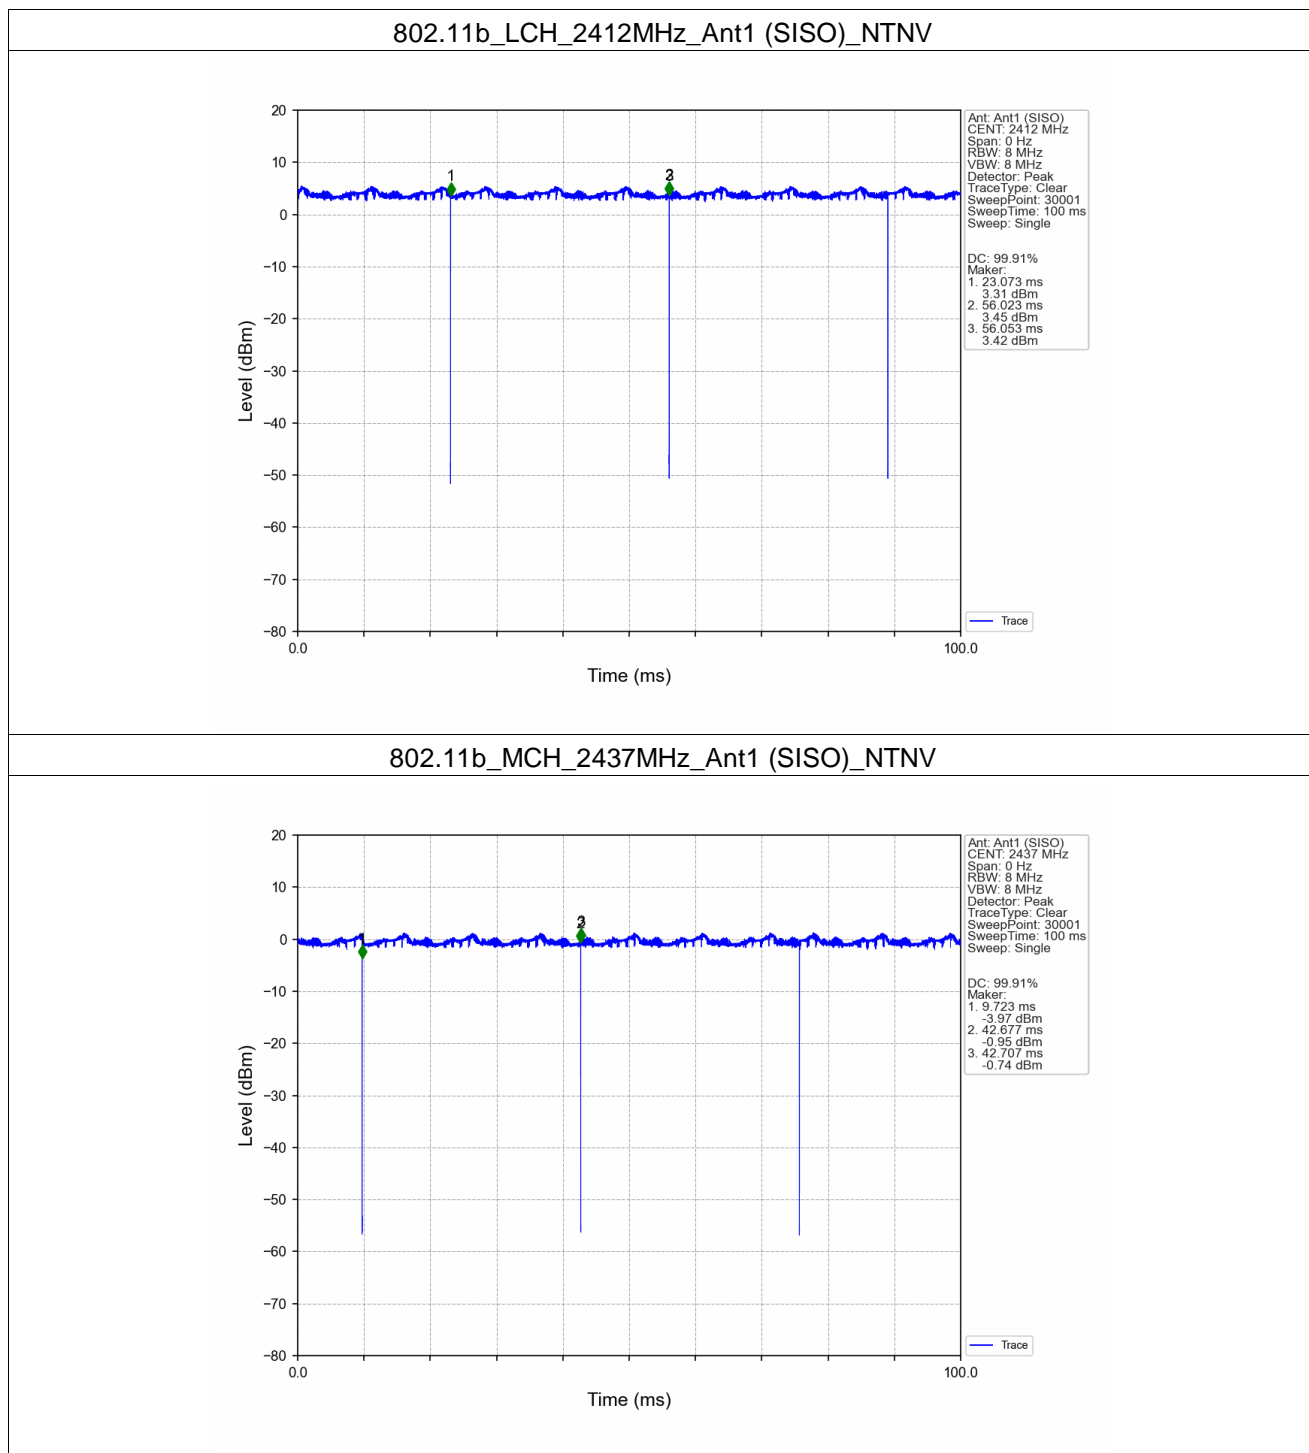 802.11b_LCH_2412MHz_Ant1 (SISO)_NTNV
20
10
0
−10
−20
−30
−40
−50
−60
−70
−80
Level (dBm)
1
2
3
0.0
100.0
Time (ms)
Ant: Ant1 (SISO)
CENT: 2412 MHz
Span: 0 Hz
RBW: 8 MHz
VBW: 8 MHz
Detector: Peak
TraceType: Clear
SweepPoint: 30001
SweepTime: 100 ms
Sweep: Single
DC: 99.91%
Maker:
1. 23.073 ms
3.31 dBm
2. 56.023 ms
3.45 dBm
3. 56.053 ms
3.42 dBm
Trace
802.11b_MCH_2437MHz_Ant1 (SISO)_NTNV
20
10
0
−10
−20
−30
−40
−50
−60
−70
−80
Level (dBm)
1
2
3
0.0
100.0
Time (ms)
Ant: Ant1 (SISO)
CENT: 2437 MHz
Span: 0 Hz
RBW: 8 MHz
VBW: 8 MHz
Detector: Peak
TraceType: Clear
SweepPoint: 30001
SweepTime: 100 ms
Sweep: Single
DC: 99.91%
Maker:
1. 9.723 ms
-3.97 dBm
2. 42.677 ms
-0.95 dBm
3. 42.707 ms
-0.74 dBm
Trace